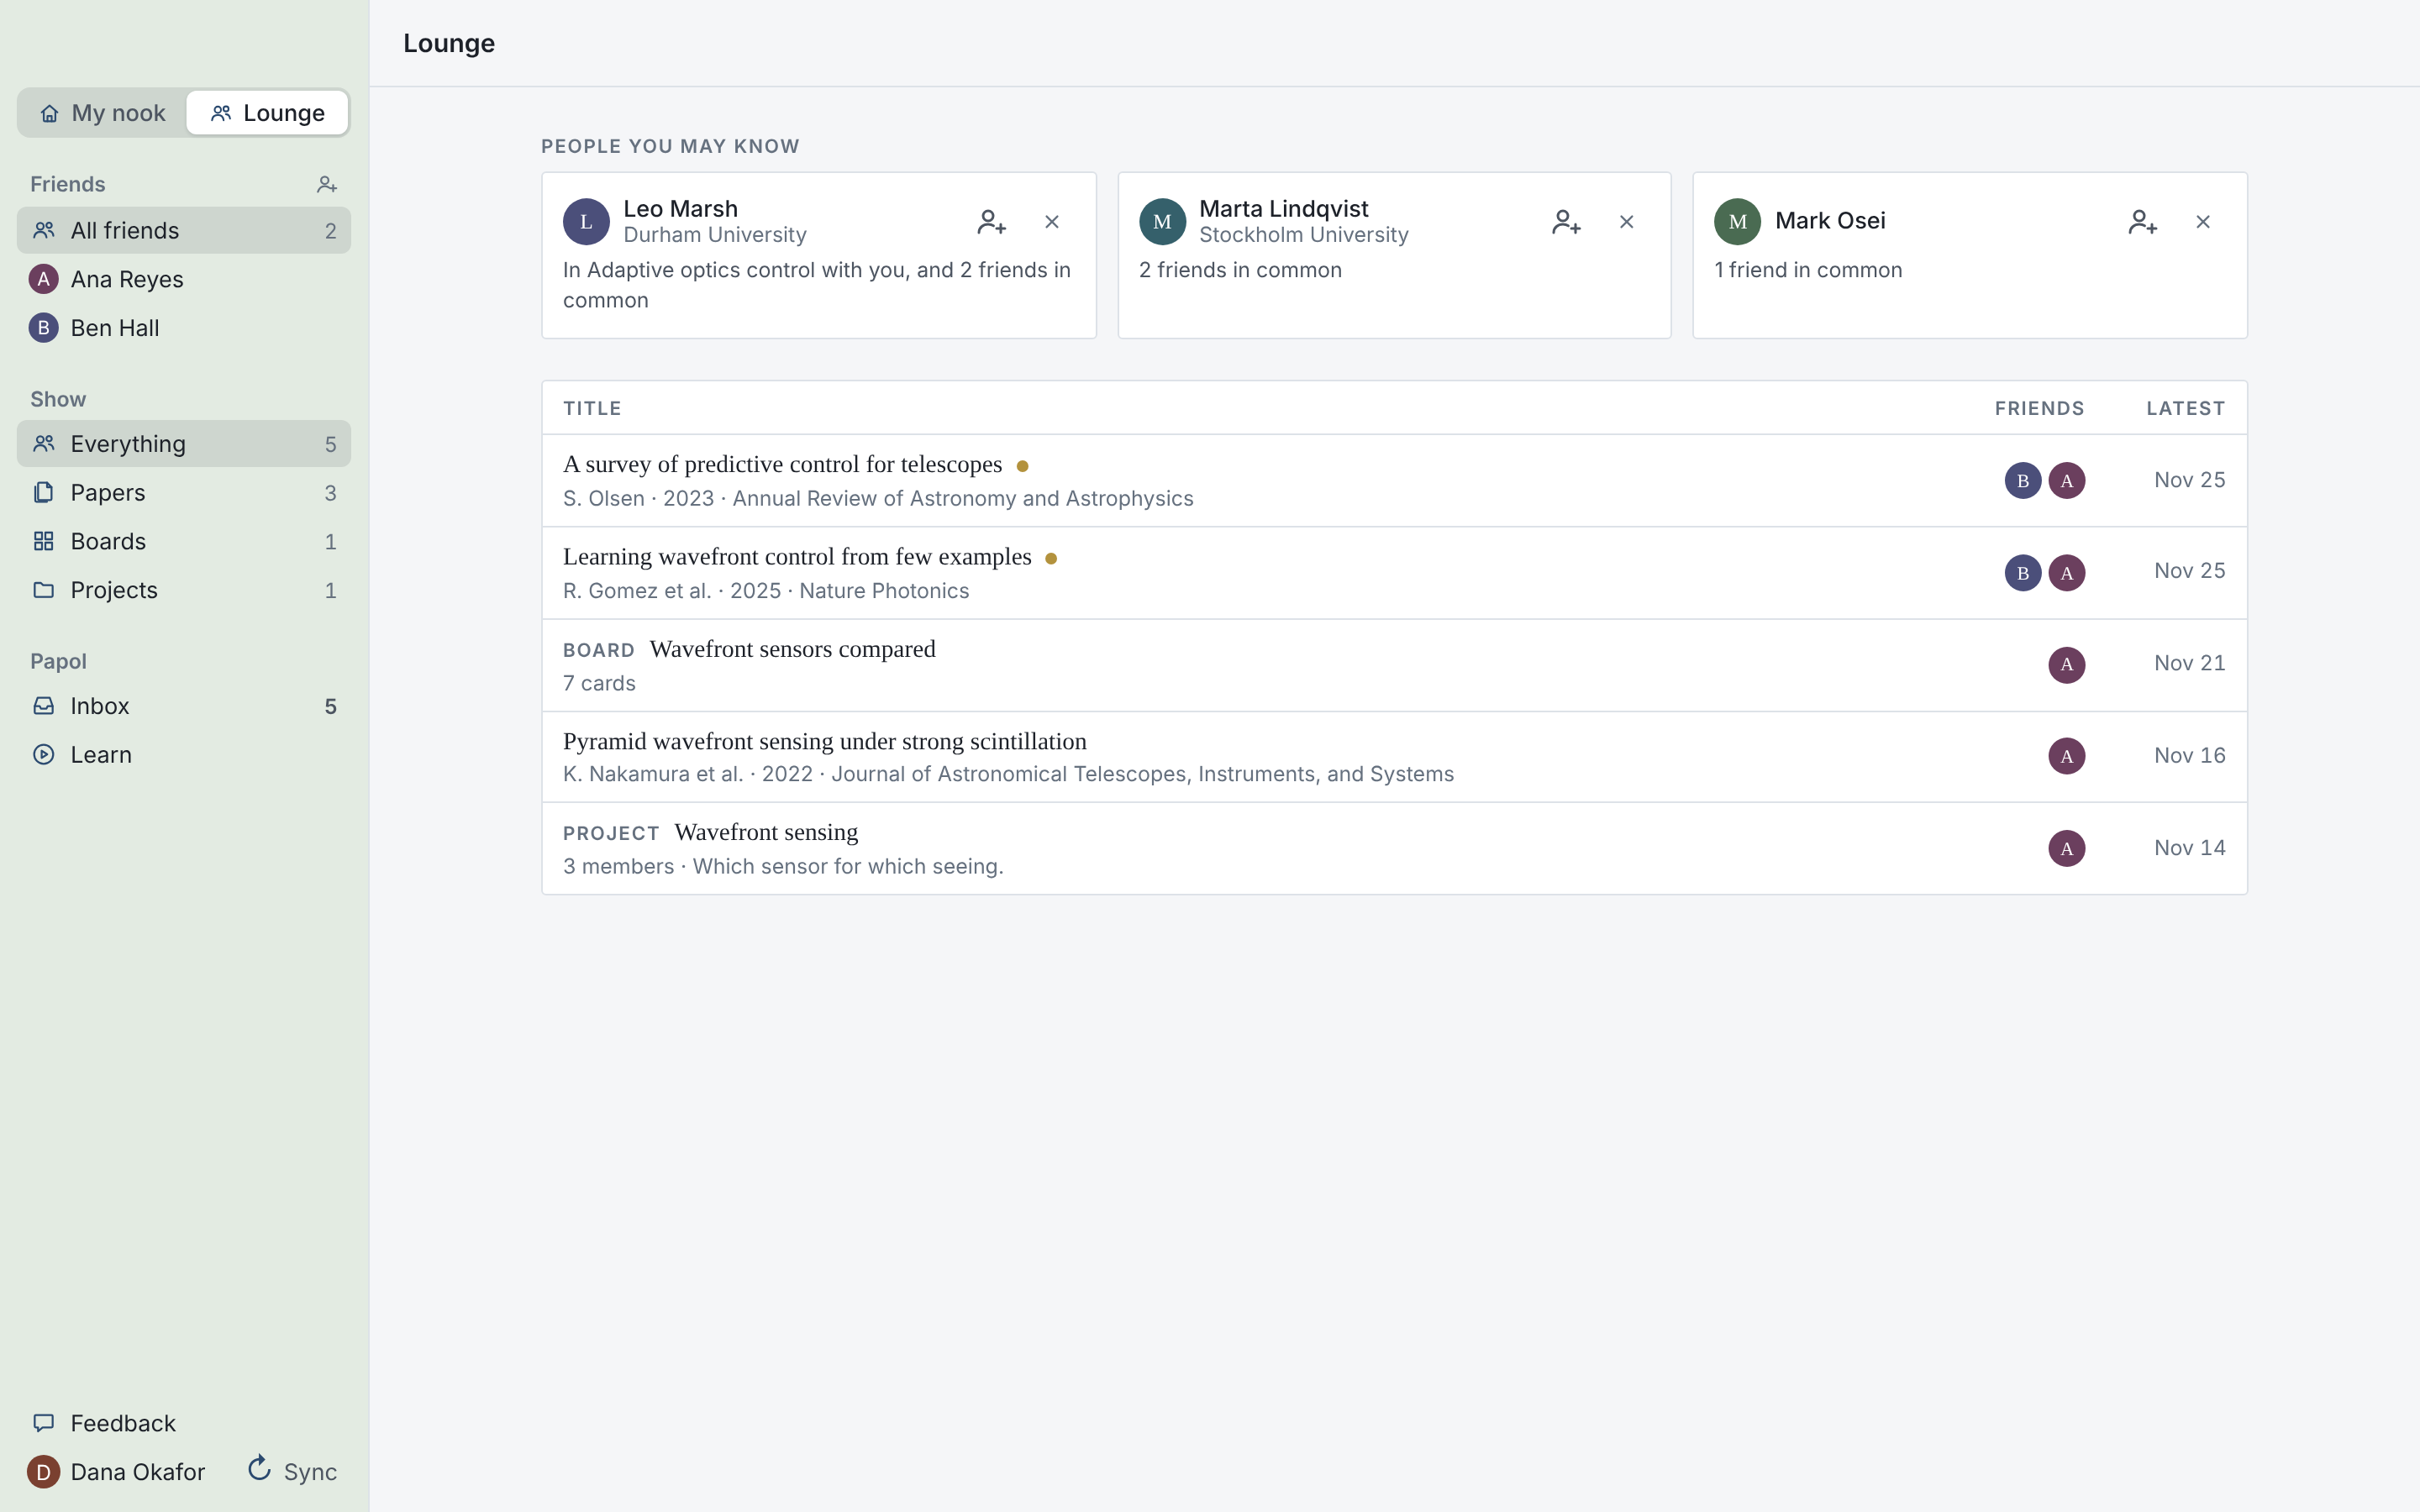 Lounge
My nook
Lounge
Friends
All friends 2
A Ana Reyes
B Ben Hall
Show
Everything 5
Papers 3
Boards 1
Projects 1
Papol
Inbox 5
Learn
Feedback
D Dana Okafor Sync
PEOPLE YOU MAY KNOW
L Leo Marsh
Durham University
In Adaptive optics control with you, and 2 friends in
common
M Marta Lindqvist
Stockholm University
2 friends in common
M Mark Osei
1 friend in common
TITLE FRIENDS LATEST
A survey of predictive control for telescopes
S. Olsen · 2023 · Annual Review of Astronomy and Astrophysics
B A Nov 25
Learning wavefront control from few examples
R. Gomez et al. · 2025 · Nature Photonics
B A Nov 25
BOARD Wavefront sensors compared
7 cards
A Nov 21
Pyramid wavefront sensing under strong scintillation
K. Nakamura et al. · 2022 · Journal of Astronomical Telescopes, Instruments, and Systems
A Nov 16
PROJECT Wavefront sensing
3 members · Which sensor for which seeing.
A Nov 14